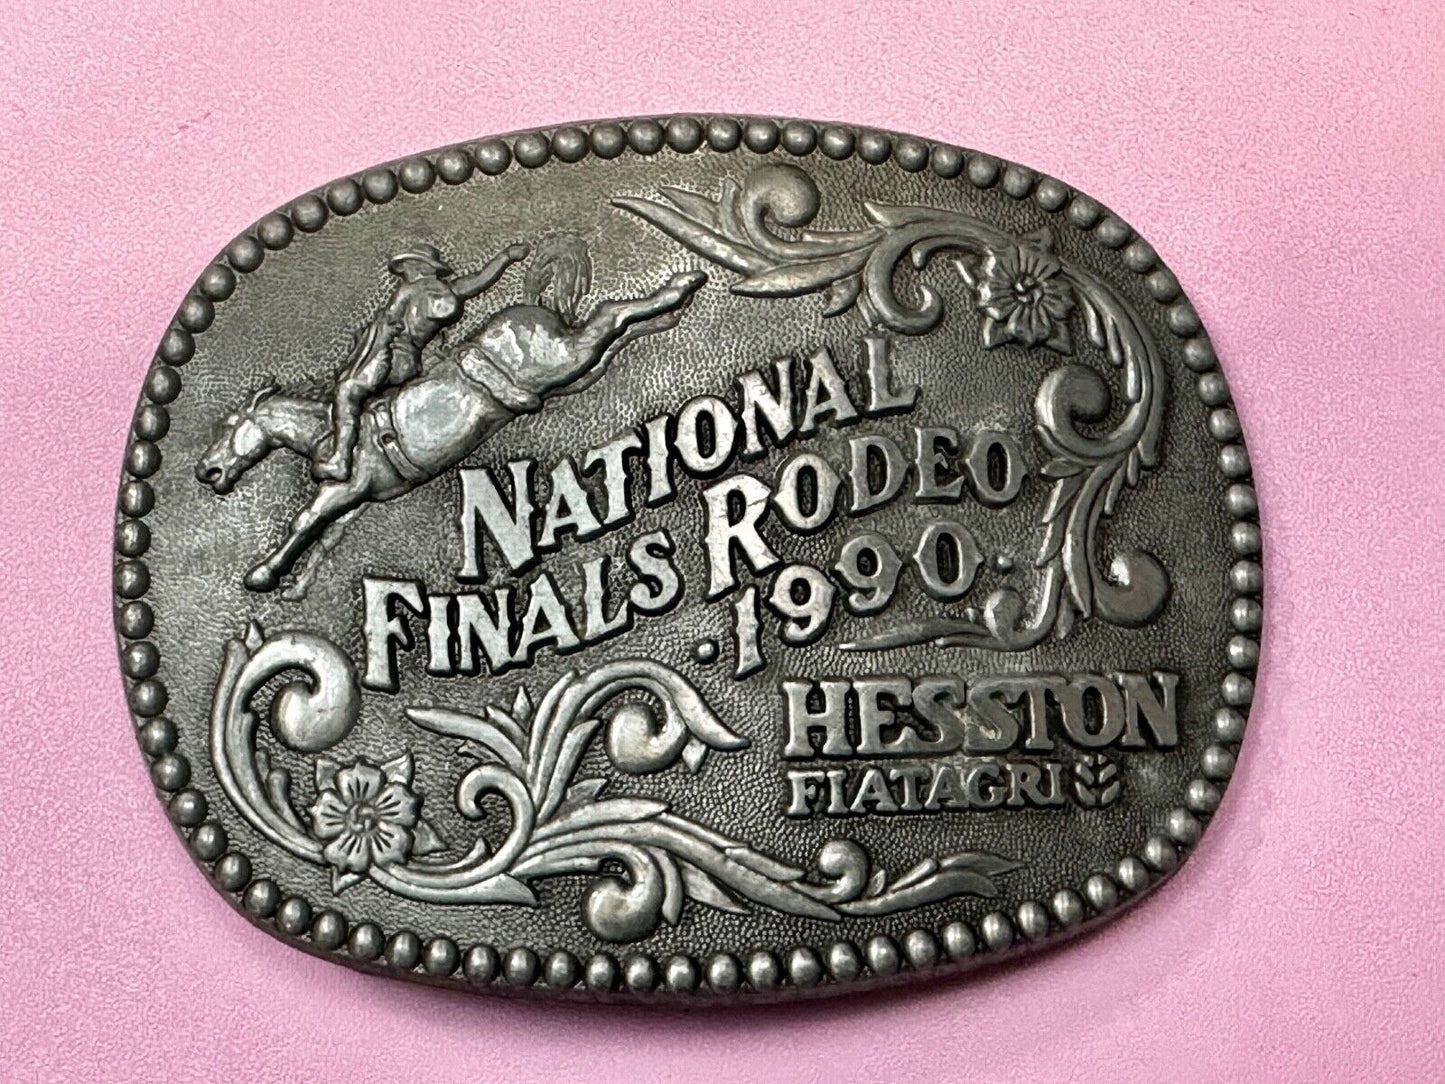 NATIONAL
FINALS RODEO
·1990·
HESSTON
FIATAGRI